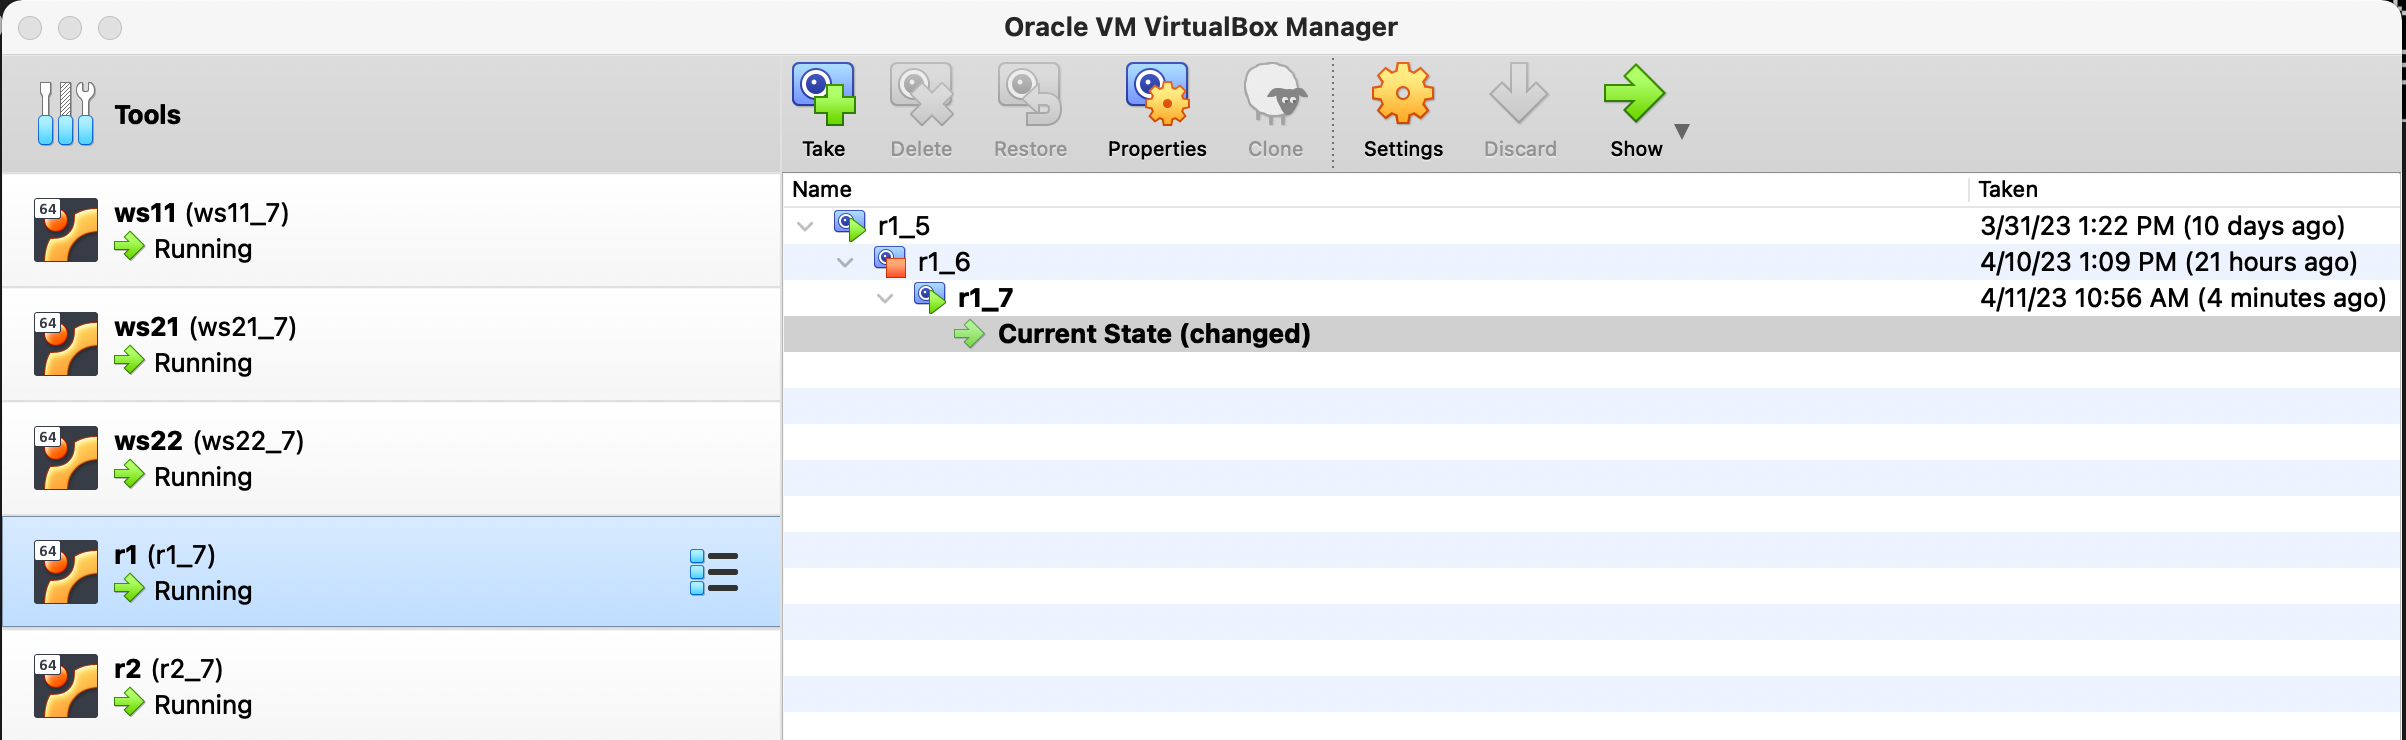 Oracle VM VirtualBox Manager
Tools
Take Delete Restore Properties Clone Settings Discard Show
Name Taken
64
ws11 (ws11_7)
Running
64
ws21 (ws21_7)
Running
64
ws22 (ws22_7)
Running
64
r1 (r1_7)
Running
64
r2 (r2_7)
Running
r1_5 3/31/23 1:22 PM (10 days ago)
r1_6 4/10/23 1:09 PM (21 hours ago)
r1_7 4/11/23 10:56 AM (4 minutes ago)
Current State (changed)